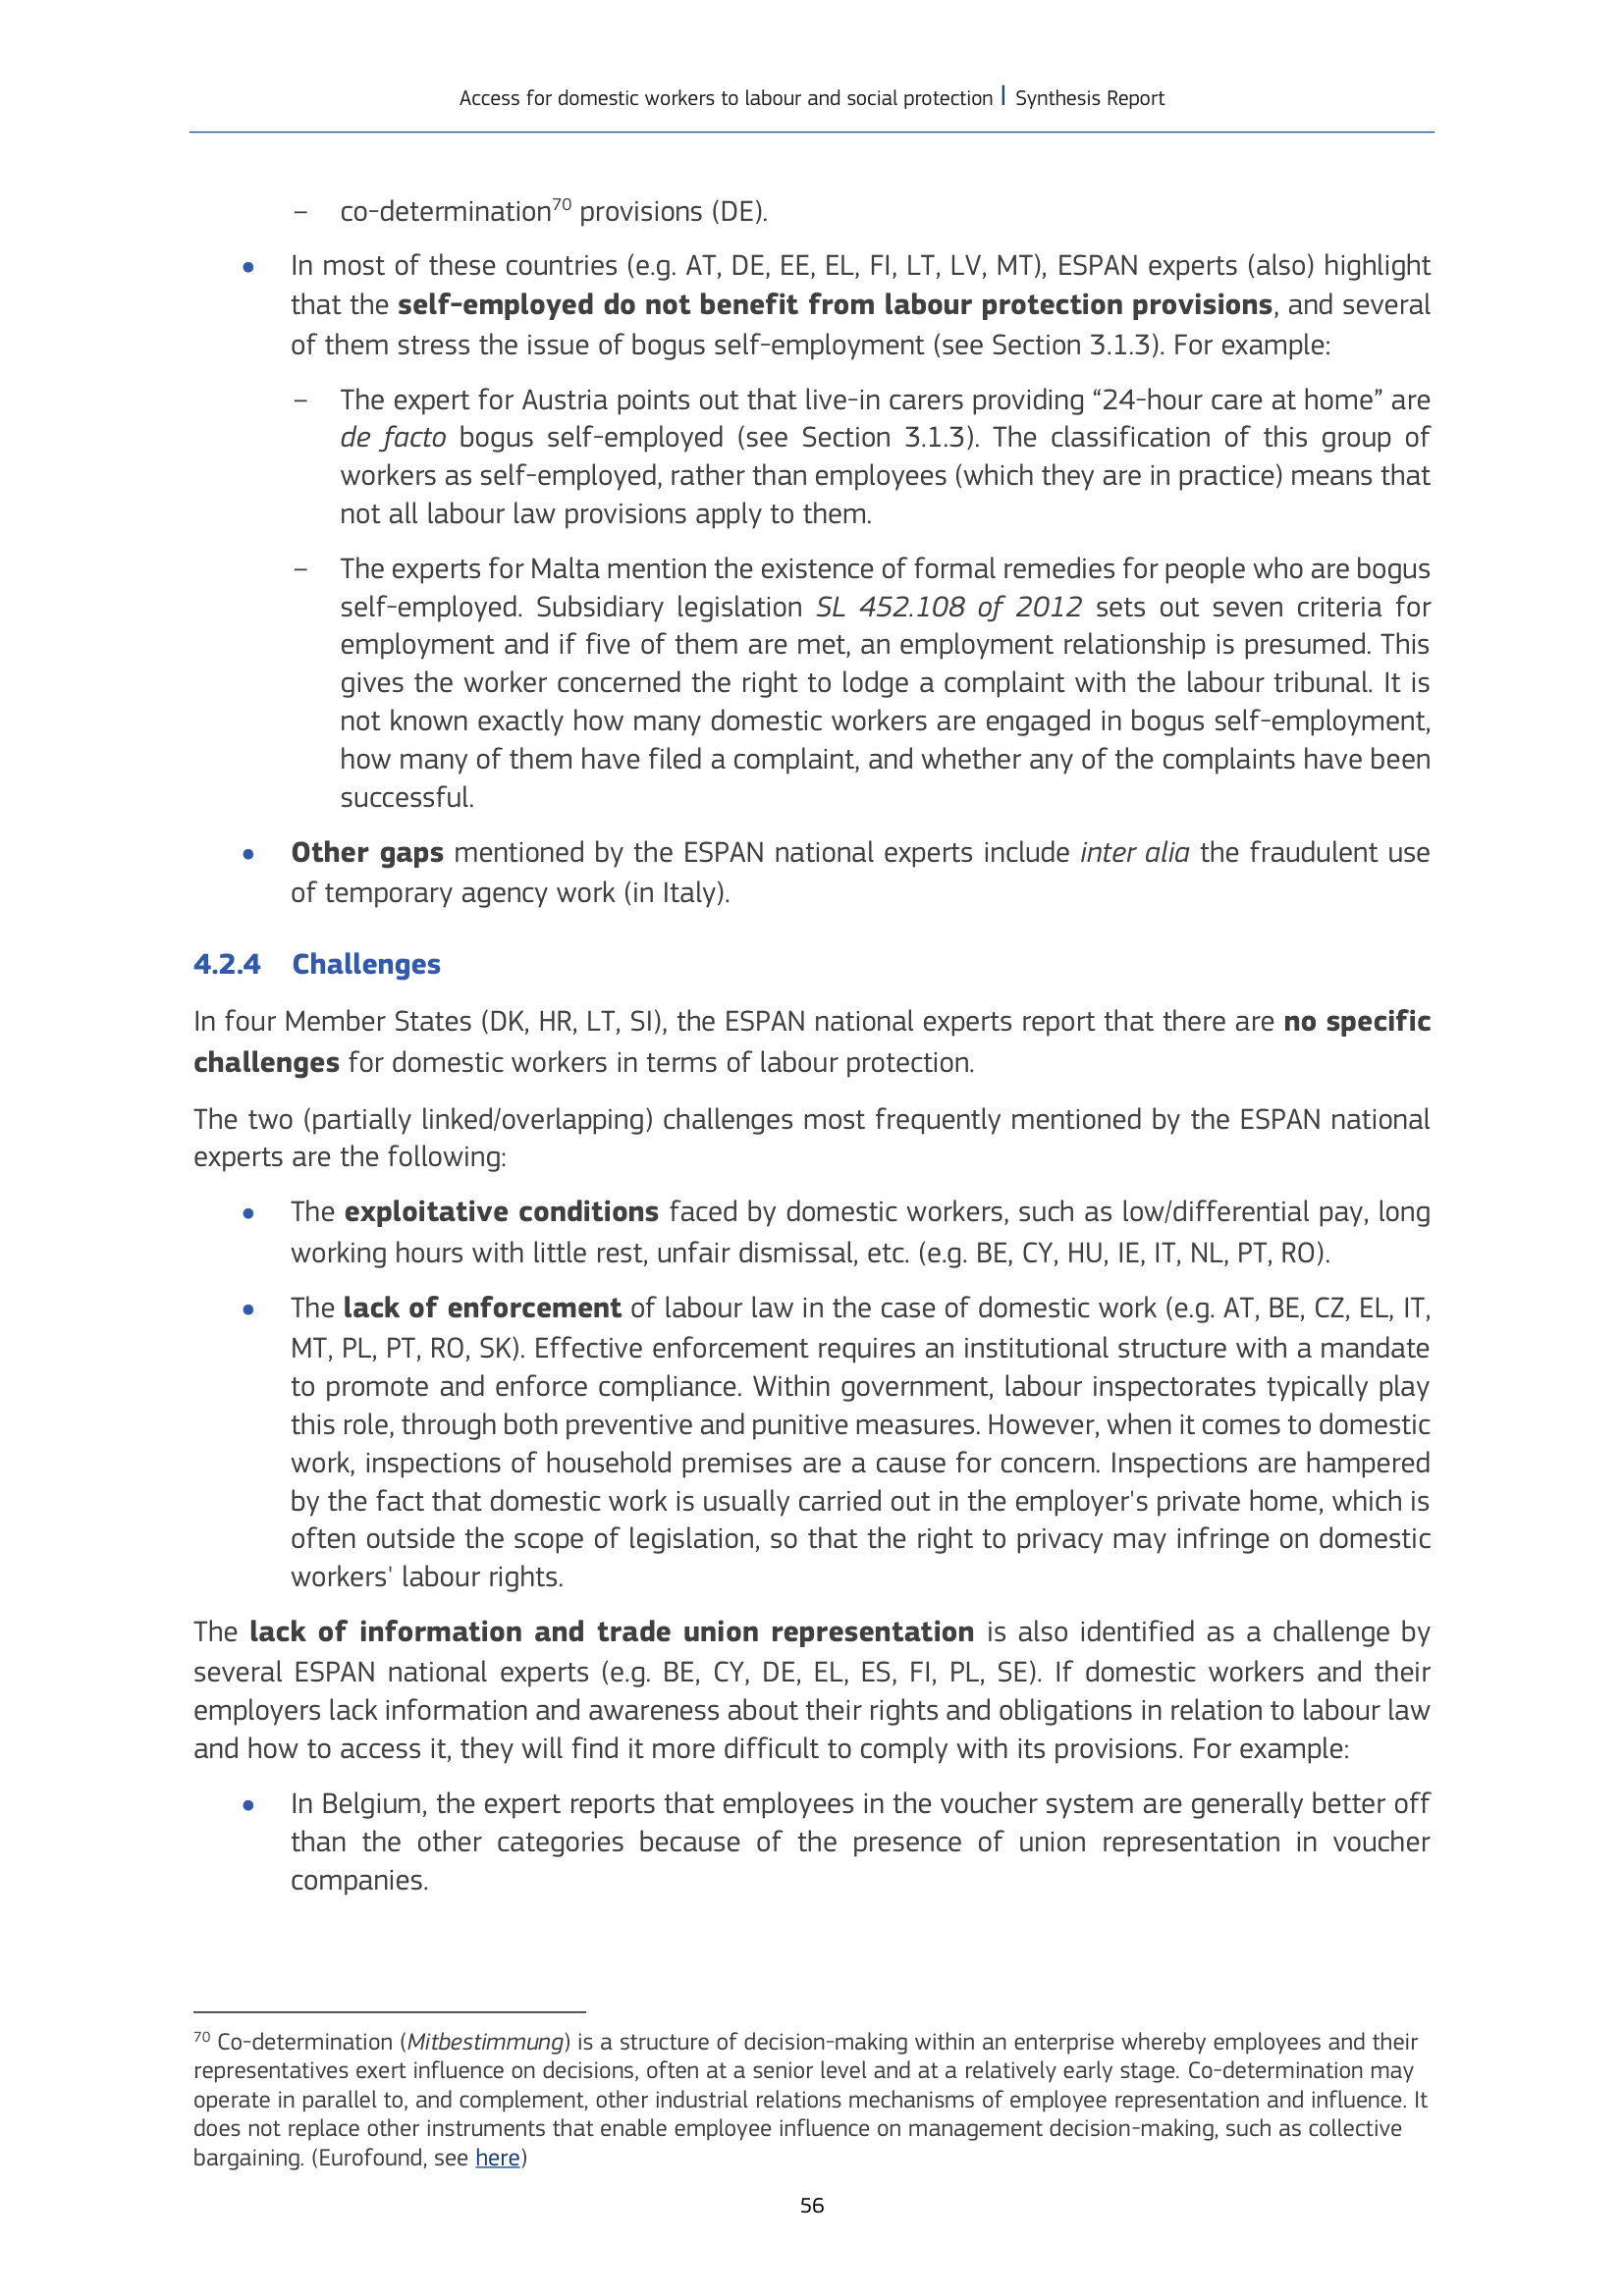 Access for domestic workers to labour and social protection | Synthesis Report
– co-determination70 provisions (DE).
• In most of these countries (e.g. AT, DE, EE, EL, FI, LT, LV, MT), ESPAN experts (also) highlight
that the self-employed do not benefit from labour protection provisions, and several
of them stress the issue of bogus self-employment (see Section 3.1.3). For example:
– The expert for Austria points out that live-in carers providing “24-hour care at home” are
de facto bogus self-employed (see Section 3.1.3). The classification of this group of
workers as self-employed, rather than employees (which they are in practice) means that
not all labour law provisions apply to them.
– The experts for Malta mention the existence of formal remedies for people who are bogus
self-employed. Subsidiary legislation SL 452.108 of 2012 sets out seven criteria for
employment and if five of them are met, an employment relationship is presumed. This
gives the worker concerned the right to lodge a complaint with the labour tribunal. It is
not known exactly how many domestic workers are engaged in bogus self-employment,
how many of them have filed a complaint, and whether any of the complaints have been
successful.
• Other gaps mentioned by the ESPAN national experts include inter alia the fraudulent use
of temporary agency work (in Italy).
4.2.4 Challenges
In four Member States (DK, HR, LT, SI), the ESPAN national experts report that there are no specific
challenges for domestic workers in terms of labour protection.
The two (partially linked/overlapping) challenges most frequently mentioned by the ESPAN national
experts are the following:
• The exploitative conditions faced by domestic workers, such as low/differential pay, long
working hours with little rest, unfair dismissal, etc. (e.g. BE, CY, HU, IE, IT, NL, PT, RO).
• The lack of enforcement of labour law in the case of domestic work (e.g. AT, BE, CZ, EL, IT,
MT, PL, PT, RO, SK). Effective enforcement requires an institutional structure with a mandate
to promote and enforce compliance. Within government, labour inspectorates typically play
this role, through both preventive and punitive measures. However, when it comes to domestic
work, inspections of household premises are a cause for concern. Inspections are hampered
by the fact that domestic work is usually carried out in the employer's private home, which is
often outside the scope of legislation, so that the right to privacy may infringe on domestic
workers' labour rights.
The lack of information and trade union representation is also identified as a challenge by
several ESPAN national experts (e.g. BE, CY, DE, EL, ES, FI, PL, SE). If domestic workers and their
employers lack information and awareness about their rights and obligations in relation to labour law
and how to access it, they will find it more difficult to comply with its provisions. For example:
• In Belgium, the expert reports that employees in the voucher system are generally better off
than the other categories because of the presence of union representation in voucher
companies.
70 Co-determination (Mitbestimmung) is a structure of decision-making within an enterprise whereby employees and their
representatives exert influence on decisions, often at a senior level and at a relatively early stage. Co-determination may
operate in parallel to, and complement, other industrial relations mechanisms of employee representation and influence. It
does not replace other instruments that enable employee influence on management decision-making, such as collective
bargaining. (Eurofound, see here)
56